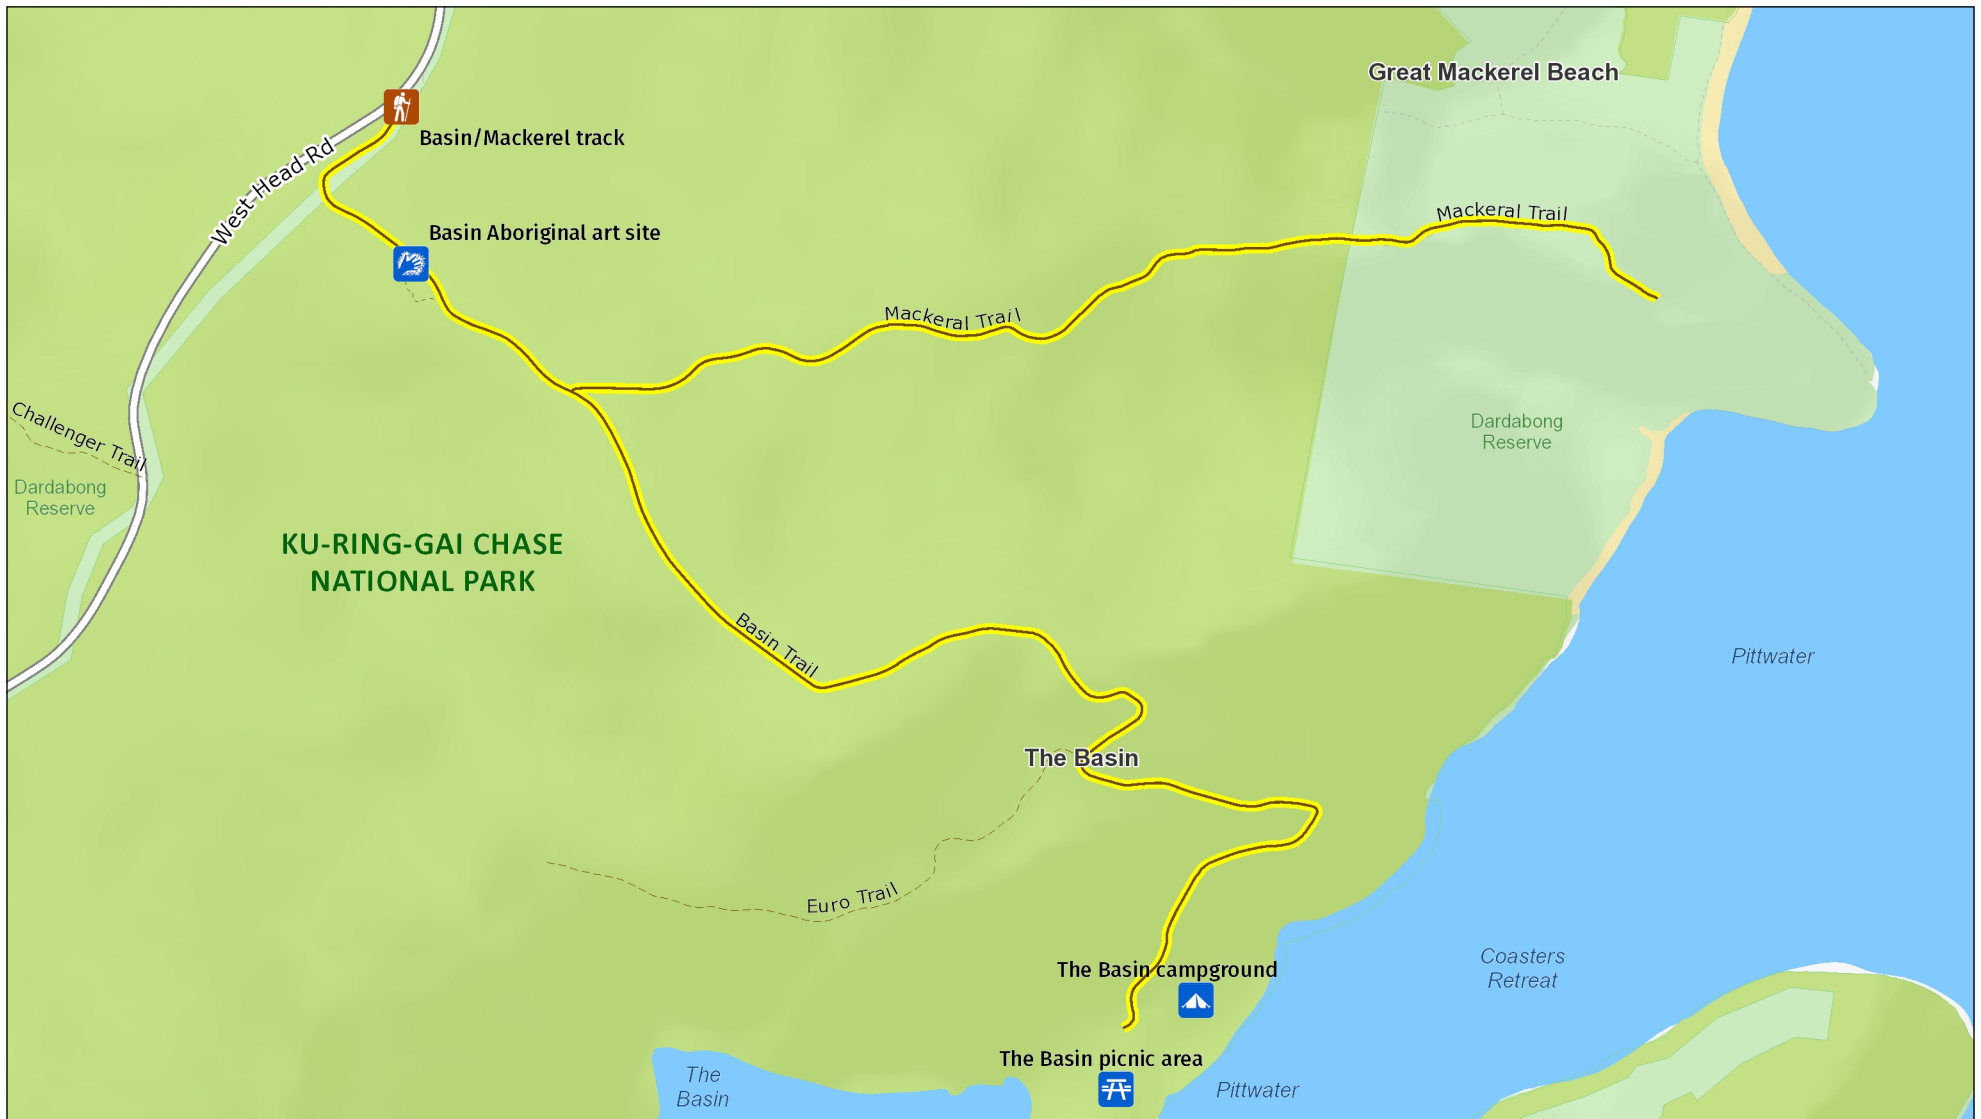 Great Mackerel Beach
Basin/Mackerel track
West-Head-Rd
Mackeral Trail
Basin Aboriginal art site
Mackeral Trail
Challenger Trail
Dardabong
Reserve
Dardabong
Reserve
KU-RING-GAI CHASE
NATIONAL PARK
Basin Trail
Pittwater
The Basin
Euro Trail
Coasters
Retreat
The Basin campground
The Basin picnic area
The
Basin
Pittwater